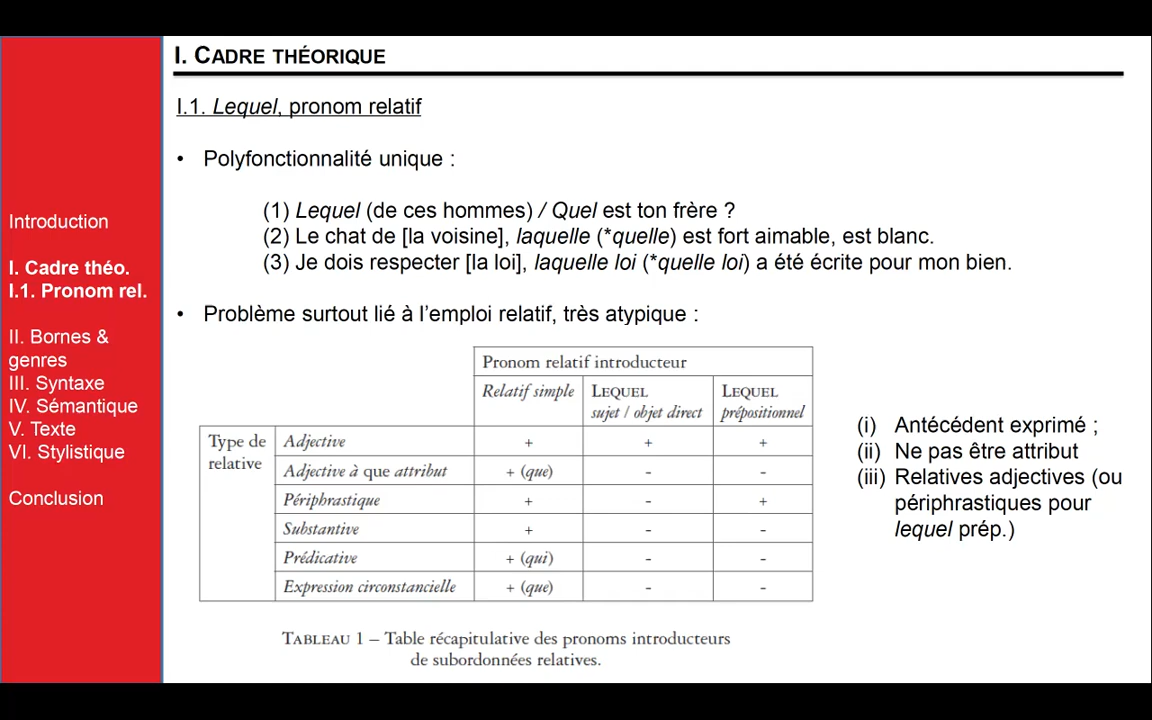 I. CADRE THÉORIQUE
I.1. Lequel, pronom relatif
• Polyfonctionnalité unique :
(1) Lequel (de ces hommes) / Quel est ton frère ?
(2) Le chat de [la voisine], laquelle (*quelle) est fort aimable, est blanc.
(3) Je dois respecter [la loi], laquelle loi (*quelle loi) a été écrite pour mon bien.
• Problème surtout lié à l'emploi relatif, très atypique :
Introduction
I. Cadre théo.
I.1. Pronom rel.
II. Bornes &
genres
III. Syntaxe
IV. Sémantique
V. Texte
VI. Stylistique
Conclusion
Pronom relatif introducteur
Relatif simple LEQUEL LEQUEL
sujet / objet direct prépositionnel
Type de relative
Adjective + + +
Adjective à que attribut + (que) - -
Périphrastique + - +
Substantive + - -
Prédicative + (qui) - -
Expression circonstancielle + (que) - -
TABLEAU 1 – Table récapitulative des pronoms introducteurs
de subordonnées relatives.
(i) Antécédent exprimé ;
(ii) Ne pas être attribut
(iii) Relatives adjectives (ou
périphrastiques pour
lequel prép.)